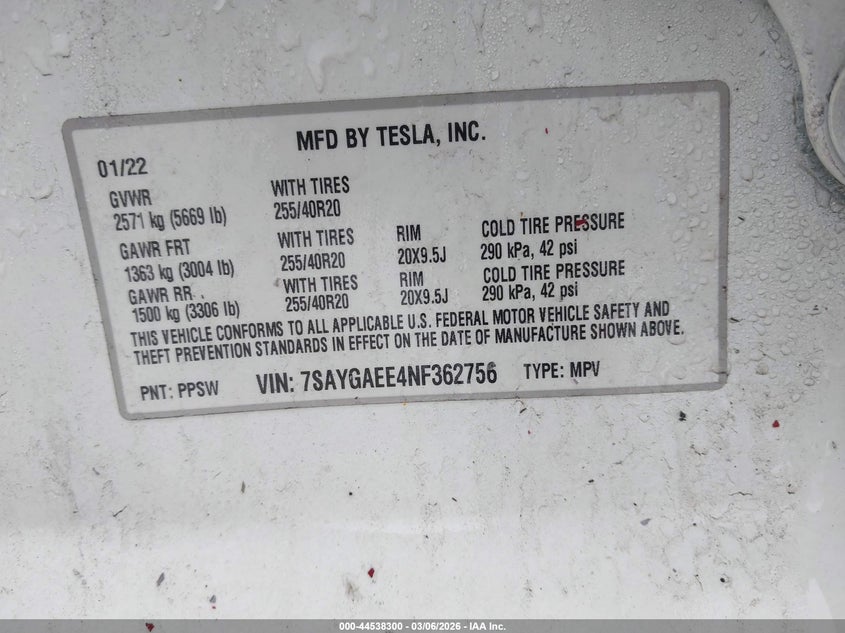 MFD BY TESLA, INC.
01/22
GVWR WITH TIRES
2571 kg (5669 lb) 255/40R20
GAWR FRT WITH TIRES RIM COLD TIRE PRESSURE
1363 kg (3004 lb) 255/40R20 20X9.5J 290 kPa, 42 psi
GAWR RR WITH TIRES RIM COLD TIRE PRESSURE
1500 kg (3306 lb) 255/40R20 20X9.5J 290 kPa, 42 psi
THIS VEHICLE CONFORMS TO ALL APPLICABLE U.S. FEDERAL MOTOR VEHICLE SAFETY AND
THEFT PREVENTION STANDARDS IN EFFECT ON THE DATE OF MANUFACTURE SHOWN ABOVE.
PNT: PPSW VIN: 7SAYGAEE4NF362756 TYPE: MPV
000-44538300 - 03/06/2026 - IAA Inc.